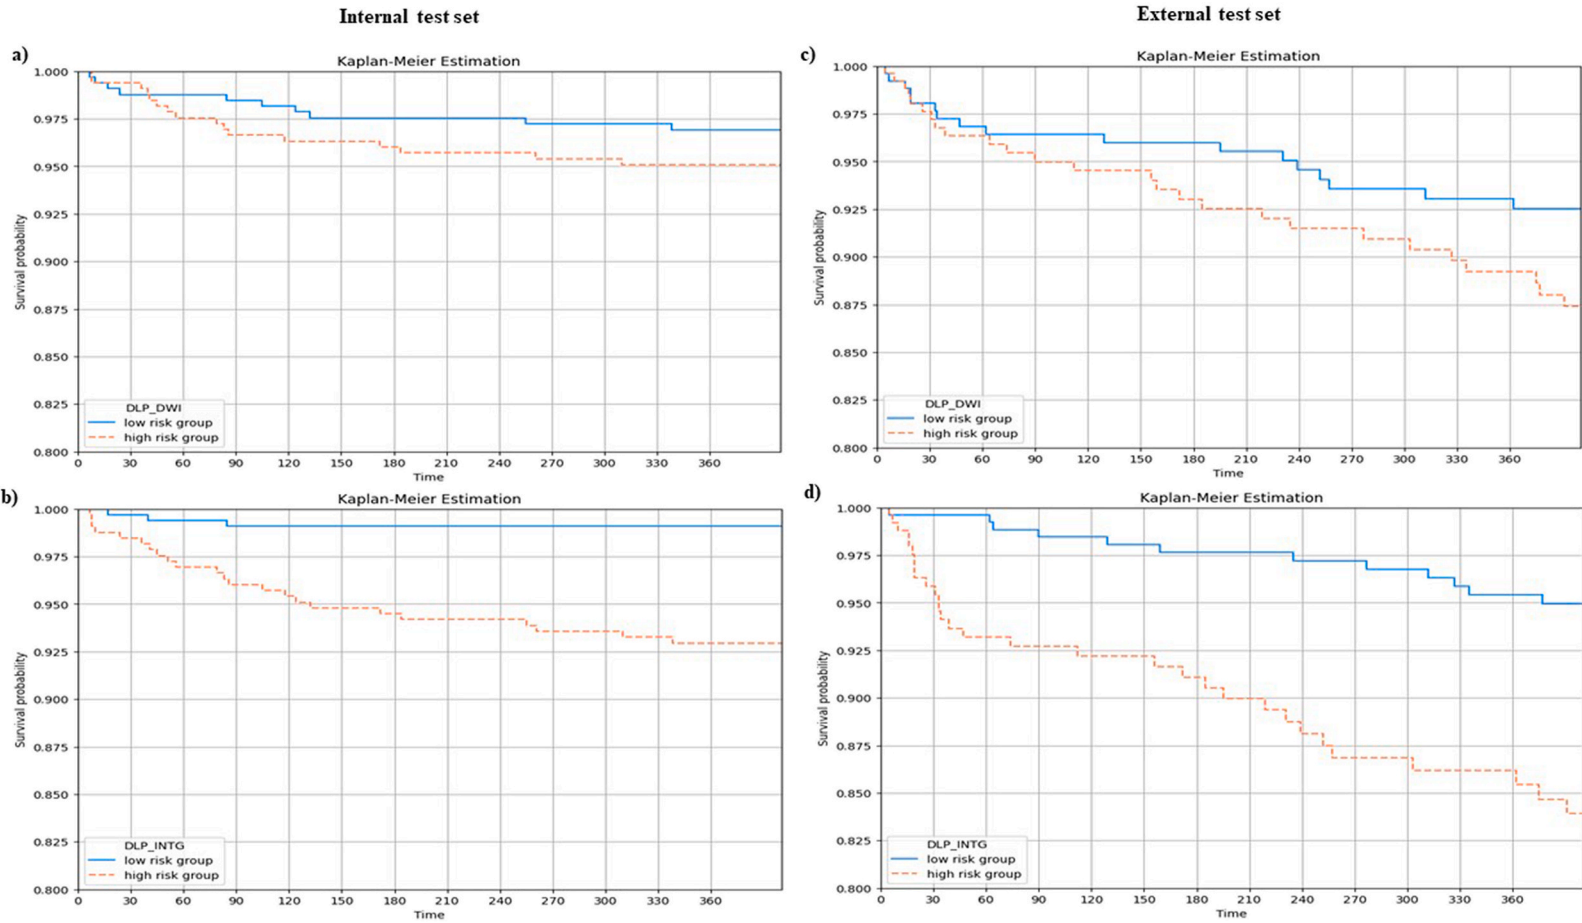 Internal test set
External test set
a)
Kaplan-Meier Estimation
1.000
0.975
0.950
0.925
0.900
0.875
0.850
0.825
0.800
Survival probability
DLP_DWI
low risk group
high risk group
0 30 60 90 120 150 180 210 240 270 300 330 360
Time
c)
Kaplan-Meier Estimation
1.000
0.975
0.950
0.925
0.900
0.875
0.850
0.825
0.800
Survival probability
DLP_DWI
low risk group
high risk group
0 30 60 90 120 150 180 210 240 270 300 330 360
Time
b)
Kaplan-Meier Estimation
1.000
0.975
0.950
0.925
0.900
0.875
0.850
0.825
0.800
Survival probability
DLP_INTG
low risk group
high risk group
0 30 60 90 120 150 180 210 240 270 300 330 360
Time
d)
Kaplan-Meier Estimation
1.000
0.975
0.950
0.925
0.900
0.875
0.850
0.825
0.800
Survival probability
DLP_INTG
low risk group
high risk group
0 30 60 90 120 150 180 210 240 270 300 330 360
Time